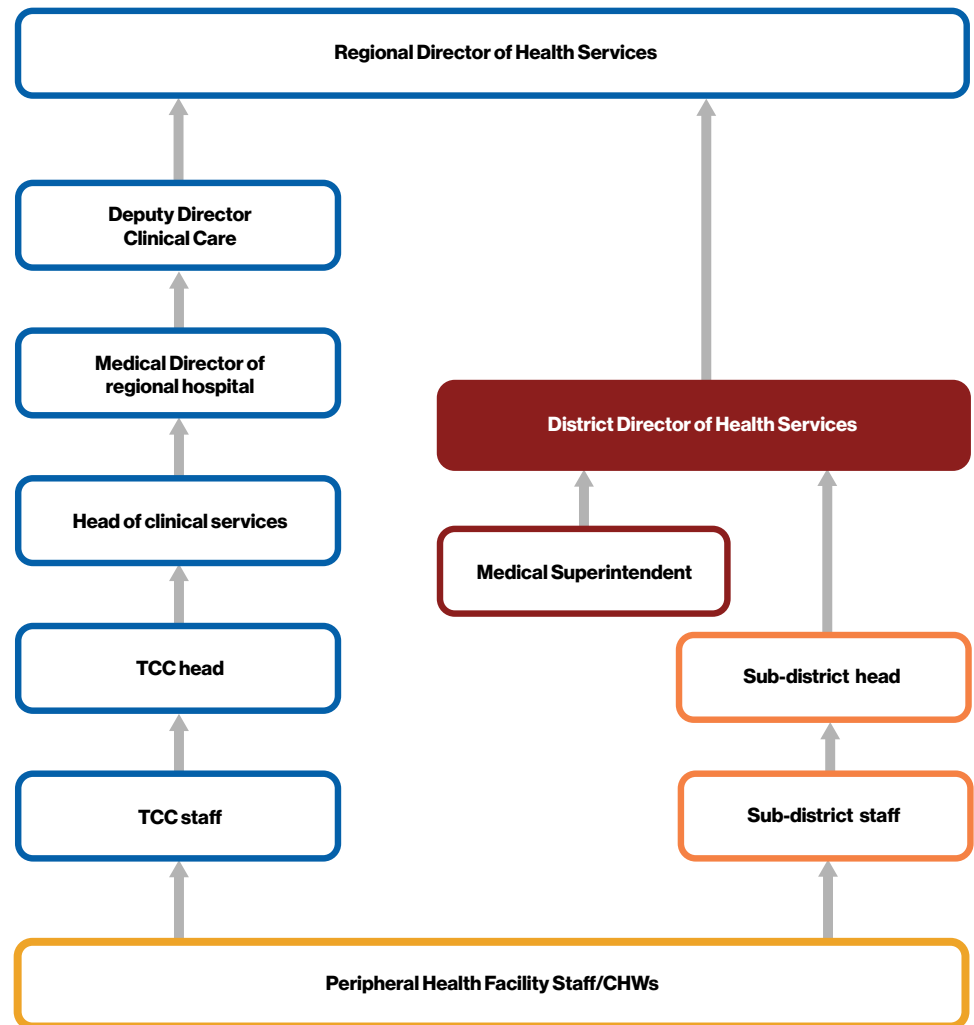 Regional Director of Health Services
Deputy Director
Clinical Care
Medical Director of
regional hospital
District Director of Health Services
Head of clinical services
Medical Superintendent
TCC head
Sub-district head
TCC staff
Sub-district staff
Peripheral Health Facility Staff/CHWs